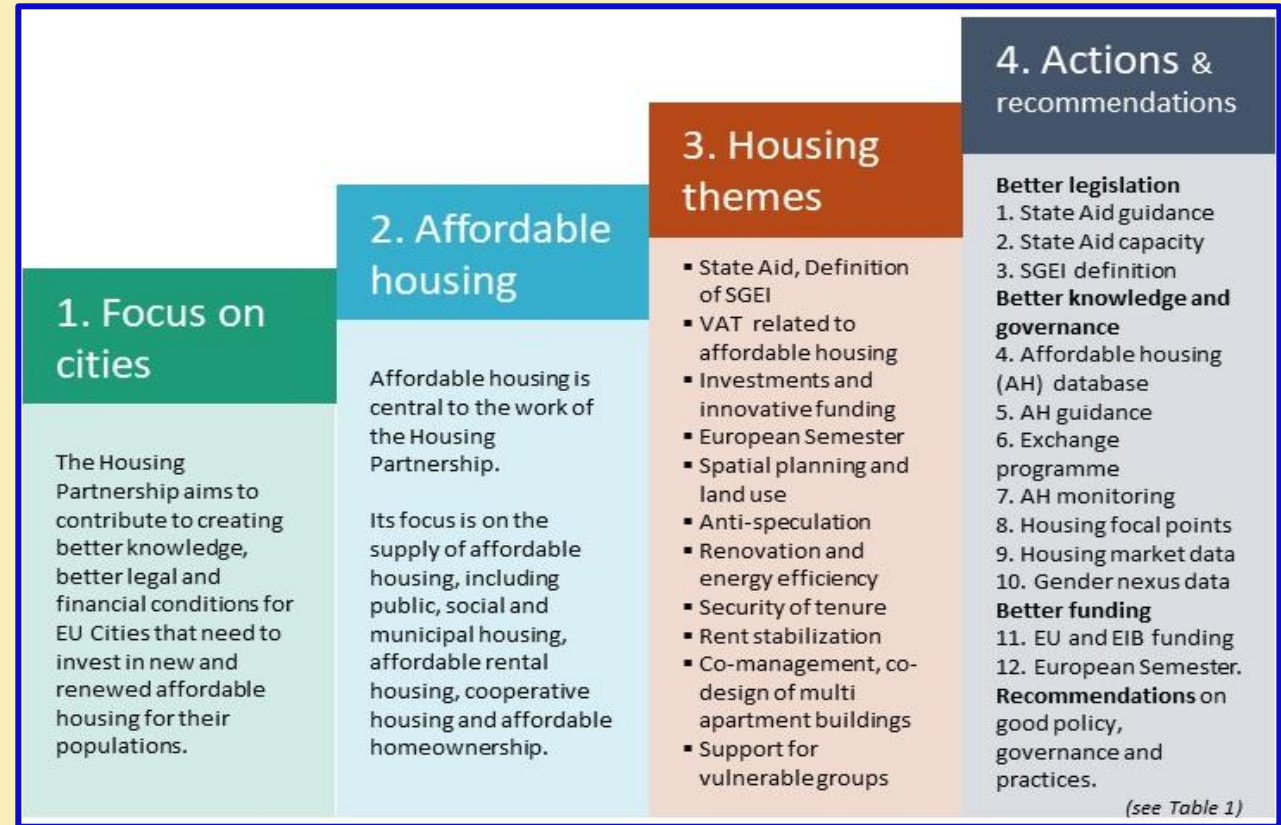 1. Focus on
cities
The Housing
Partnership aims to
contribute to creating
better knowledge,
better legal and
financial conditions for
EU Cities that need to
invest in new and
renewed affordable
housing for their
populations.
2. Affordable
housing
Affordable housing is
central to the work of
the Housing
Partnership.
Its focus is on the
supply of affordable
housing, including
public, social and
municipal housing,
affordable rental
housing, cooperative
housing and affordable
homeownership.
3. Housing
themes
▪ State Aid, Definition
of SGEI
▪ VAT related to
affordable housing
▪ Investments and
innovative funding
▪ European Semester
▪ Spatial planning and
land use
▪ Anti-speculation
▪ Renovation and
energy efficiency
▪ Security of tenure
▪ Rent stabilization
▪ Co-management, co-
design of multi
apartment buildings
▪ Support for
vulnerable groups
4. Actions &
recommendations
Better legislation
1. State Aid guidance
2. State Aid capacity
3. SGEI definition
Better knowledge and
governance
4. Affordable housing
(AH) database
5. AH guidance
6. Exchange
programme
7. AH monitoring
8. Housing focal points
9. Housing market data
10. Gender nexus data
Better funding
11. EU and EIB funding
12. European Semester.
Recommendations on
good policy,
governance and
practices.
(see Table 1)